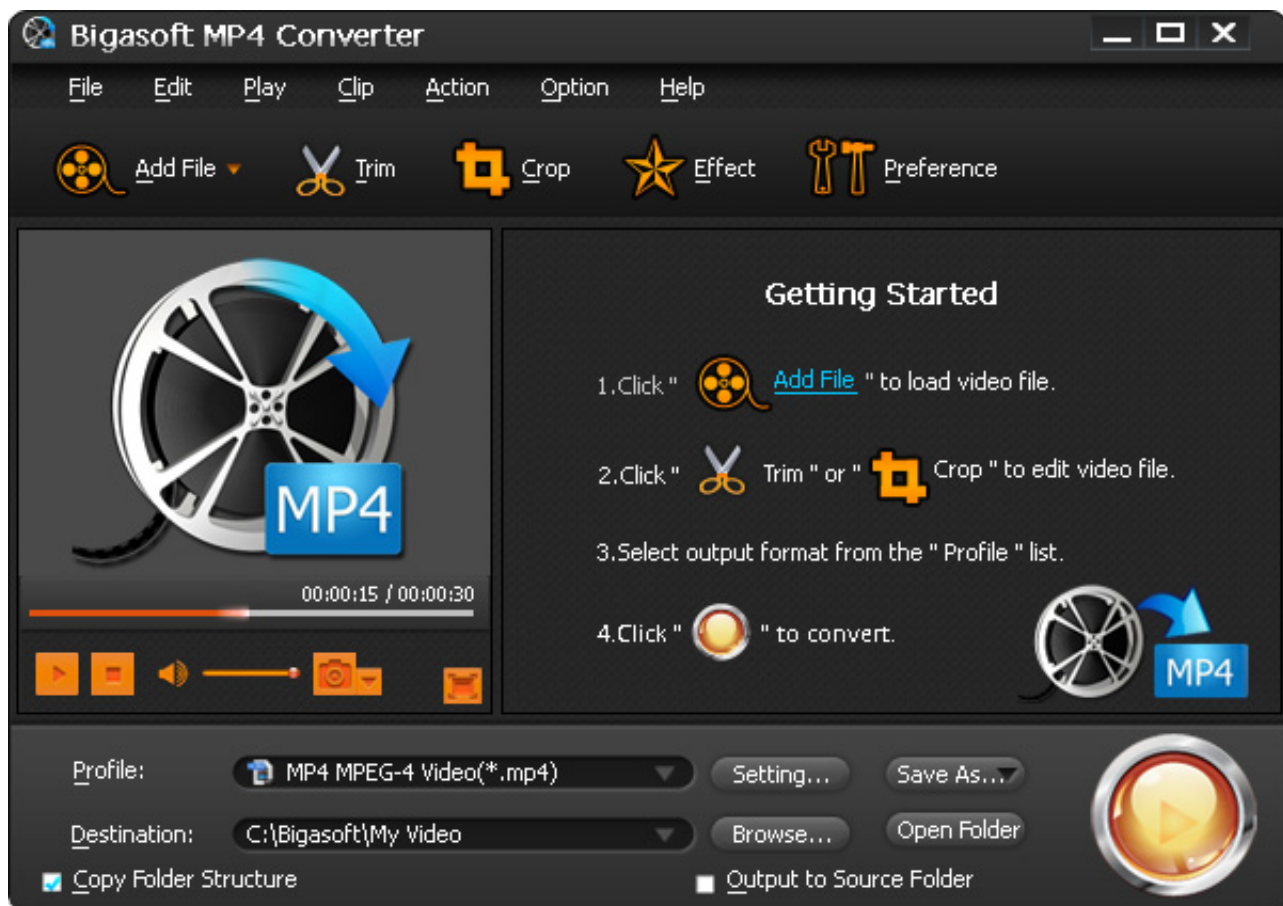 Bigasoft MP4 Converter
File Edit Play Clip Action Option Help
Add File Trim Crop Effect Preference
MP4
00:00:15 / 00:00:30
Getting Started
1.Click " Add File " to load video file.
2.Click " Trim " or " Crop " to edit video file.
3.Select output format from the " Profile " list.
4.Click " " to convert.
MP4
Profile: MP4 MPEG-4 Video(*.mp4) Setting... Save As...
Destination: C:\Bigasoft\My Video Browse... Open Folder
Copy Folder Structure Output to Source Folder